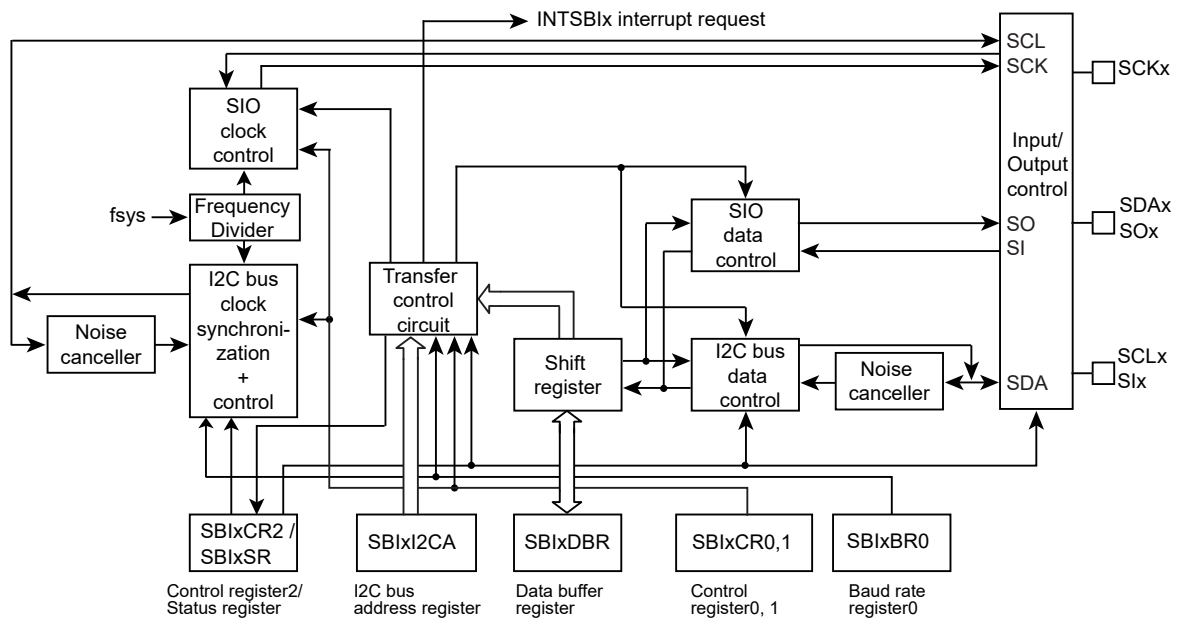 INTSBIx interrupt request
SCL
SCK
SCKx
SIO
clock
control
Input/
Output
control
fsys
Frequency
Divider
SIO
data
control
SO
SI
SDAx
SOx
I2C bus
clock
synchroni-
zation
+
control
Noise
canceller
Transfer
control
circuit
Shift
register
I2C bus
data
control
Noise
canceller
SDA
SCLx
SIx
SBIxCR2 /
SBIxSR
SBIxI2CA
SBIxDBR
SBIxCR0,1
SBIxBR0
Control register2/
Status register
I2C bus
address register
Data buffer
register
Control
register0, 1
Baud rate
register0